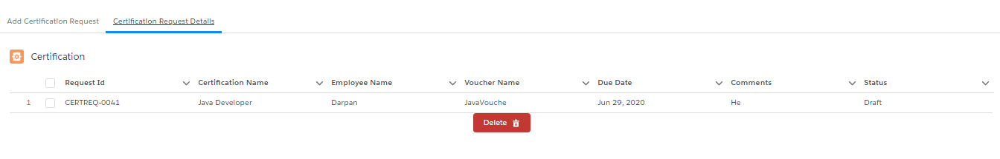 Add Certification Request Certification Request Details
Certification
Request Id Certification Name Employee Name Voucher Name Due Date Comments Status
1 CERTREQ-0041 Java Developer Darpan JavaVouche Jun 29, 2020 He Draft
Delete